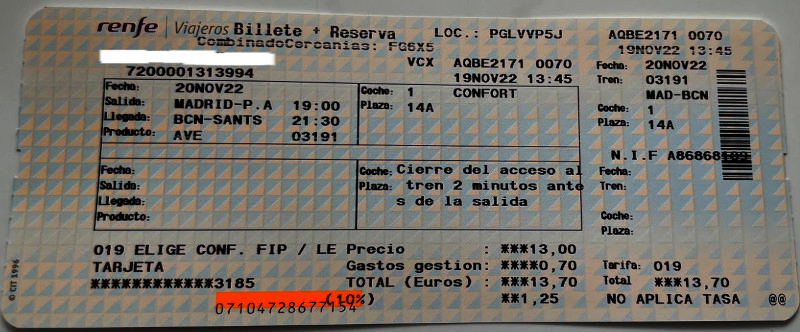 renfe | Viajeros Billete + Reserva LOC.: PGLVVP5J AQBE2171 0070
CombinadoCercanias: FG6X5 19NOV22 13:45
VCX AQBE2171 0070
7200001313994 19NOV22 13:45
Fecha: 20NOV22 Coche: 1 CONFORT Fecha: 20NOV22
Salida: MADRID-P.A 19:00 Plaza: 14A Tren: 03191
Llegada: BCN-SANTS 21:30 MAD-BCN
Producto: AVE 03191 Coche: 1
Plaza: 14A
N.I.F A86868189
Fecha: Coche: Cierre del acceso al Fecha:
Salida: Plaza: tren 2 minutos ante Tren:
Llegada: s de la salida
Producto: Coche:
Plaza:
019 ELIGE CONF. FIP / LE Precio : ***13,00
TARJETA Gastos gestion: ****0,70 Tarifa: 019
************3185 TOTAL (Euros) : ***13,70 Total ***13,70
(10%) : **1,25 NO APLICA TASA @@
07104728677154
© CIT 1996